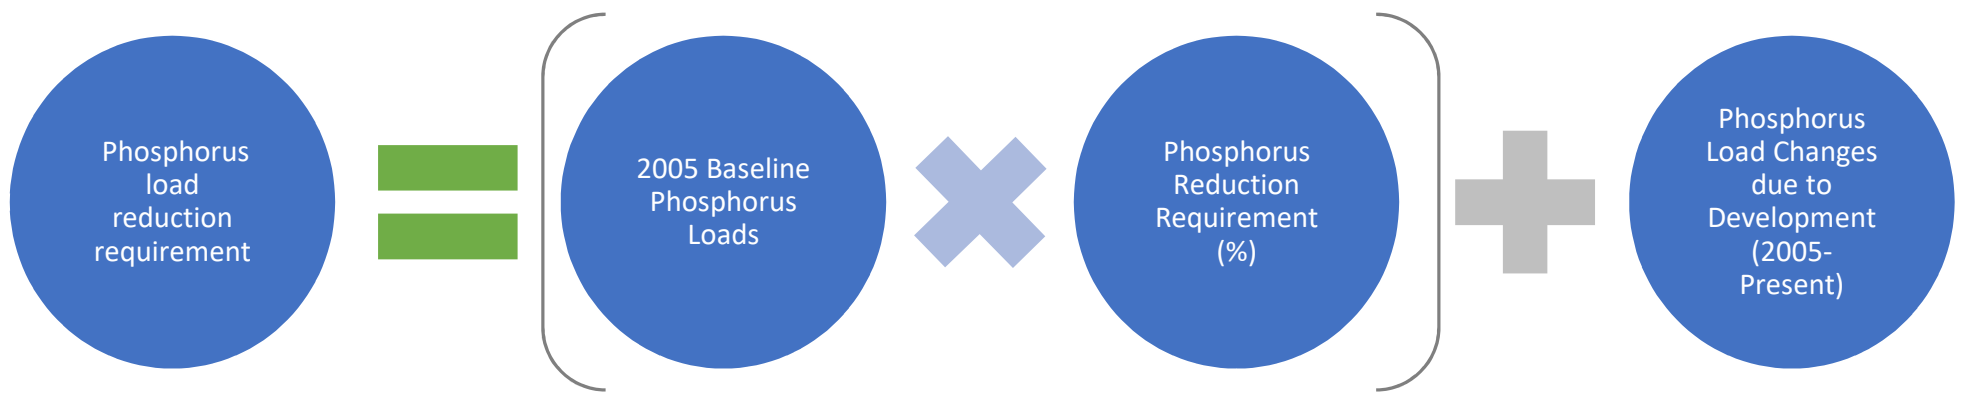 Phosphorus
load
reduction
requirement
2005 Baseline
Phosphorus
Loads
Phosphorus
Reduction
Requirement
(%)
Phosphorus
Load Changes
due to
Development
(2005-
Present)